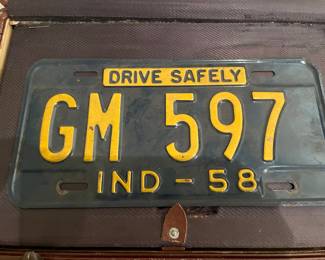 DRIVE SAFELY
GM 597
IND - 58